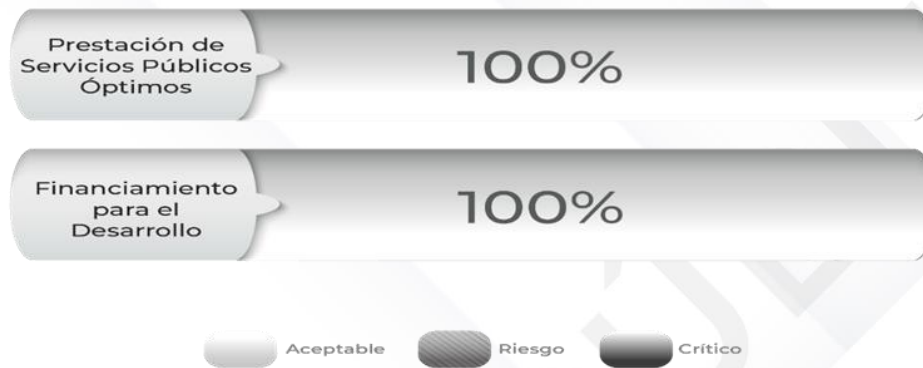 Prestación de
Servicios Públicos
Óptimos
100%
Financiamiento
para el
Desarrollo
100%
Aceptable
Riesgo
Crítico